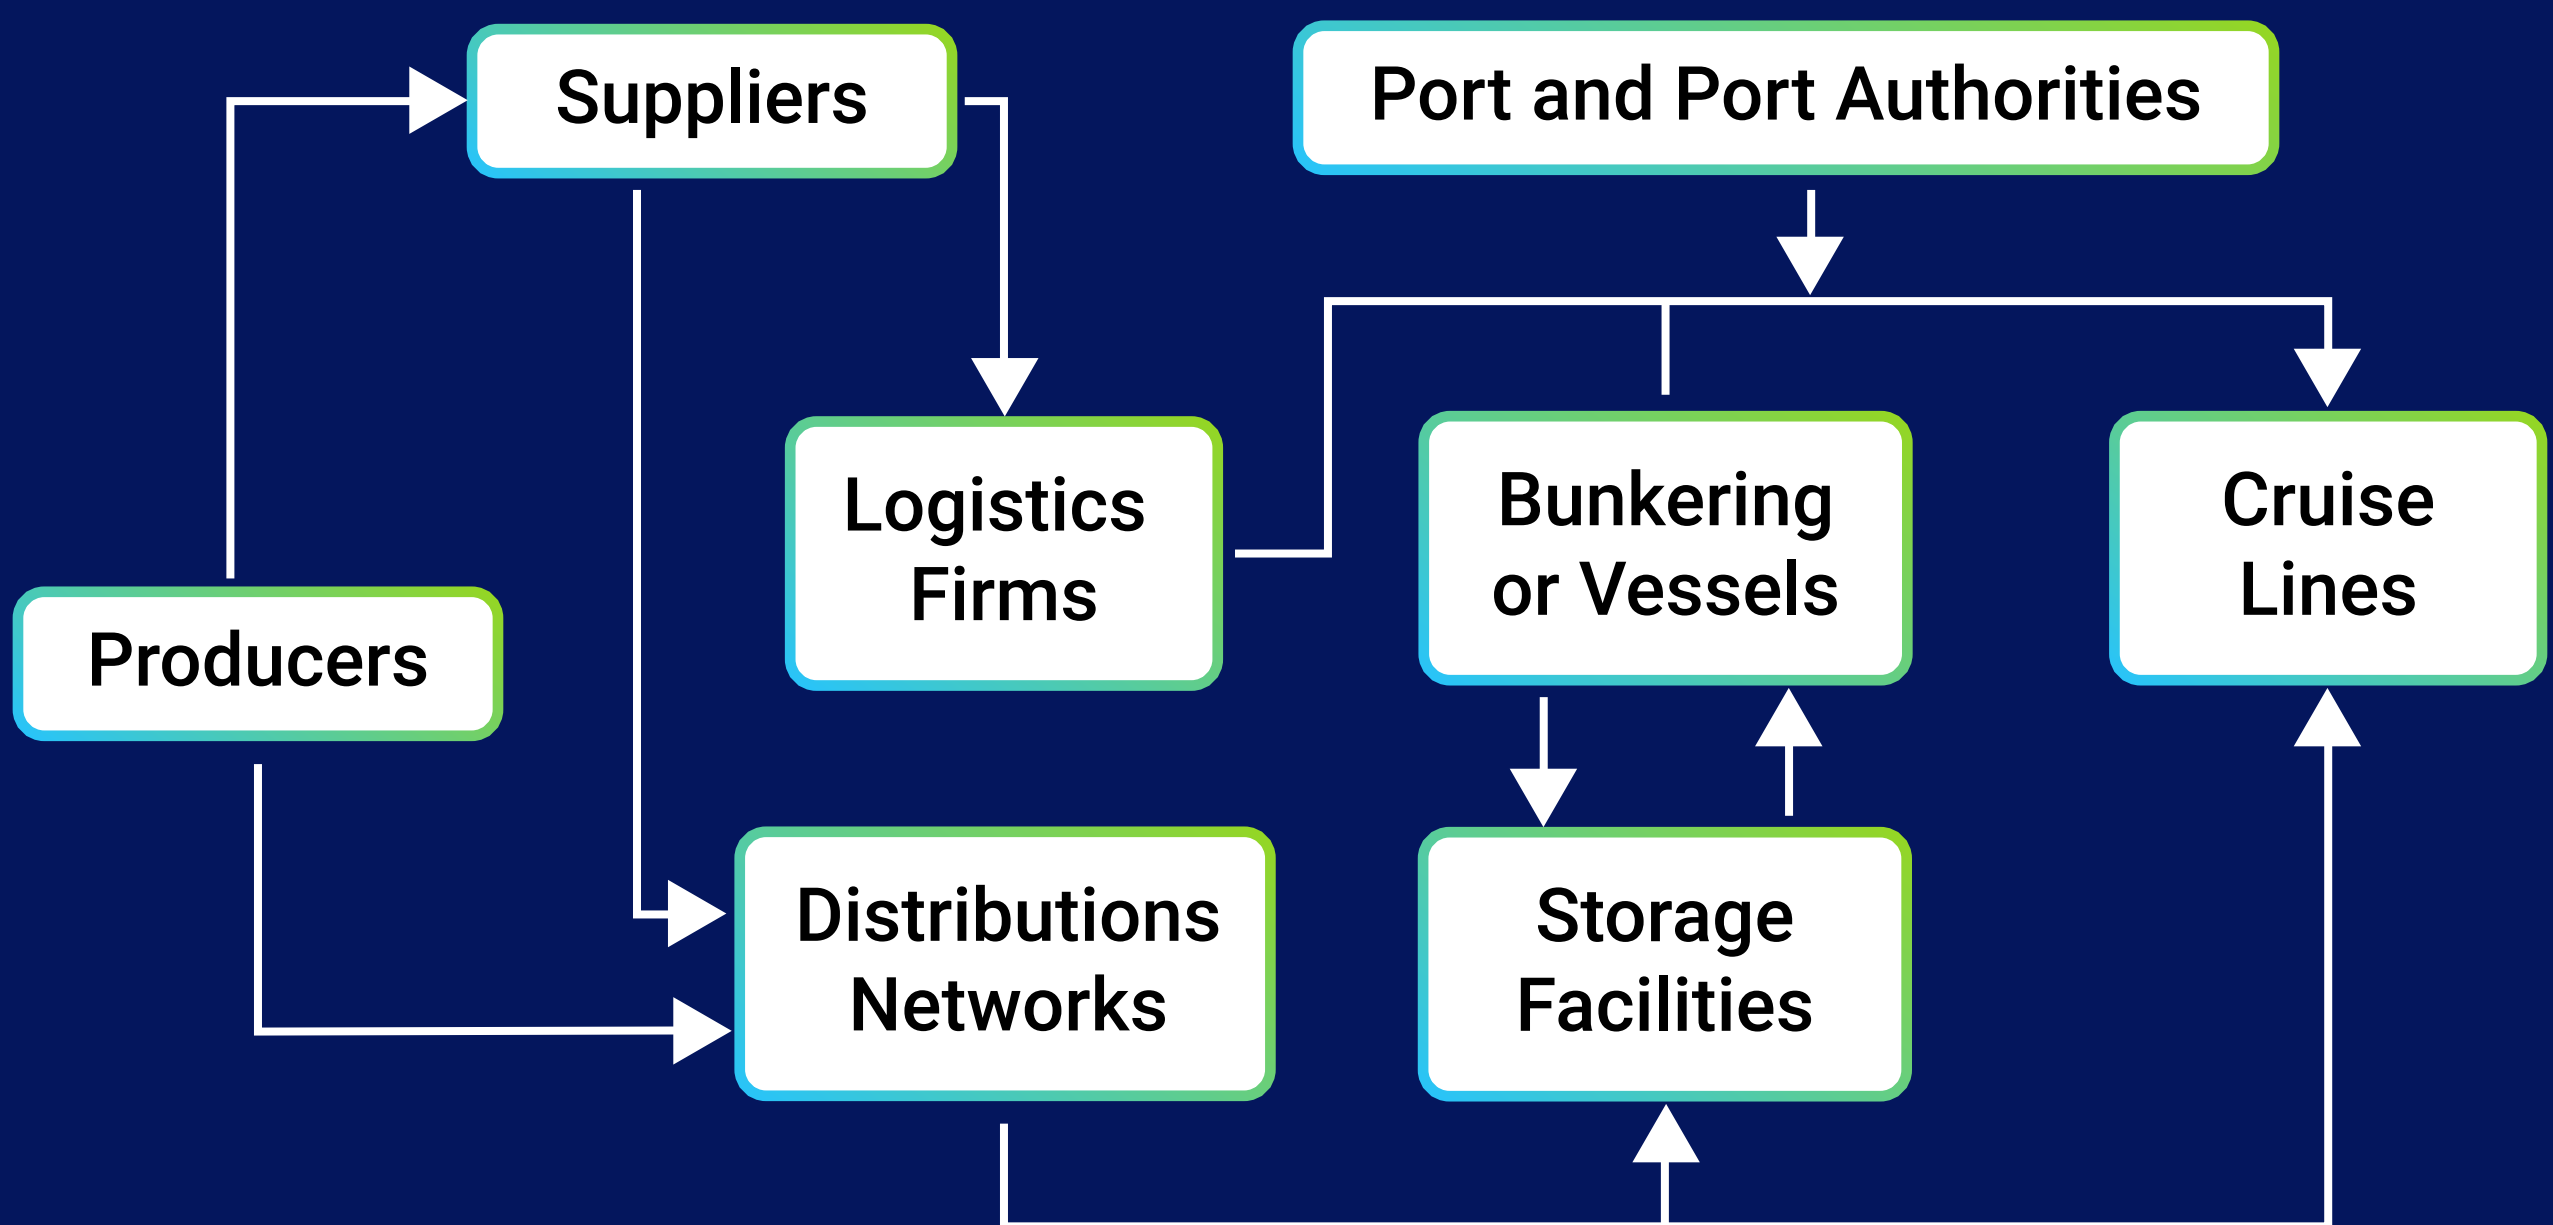 Suppliers
Port and Port Authorities
Logistics
Firms
Bunkering
or Vessels
Cruise
Lines
Producers
Distributions
Networks
Storage
Facilities